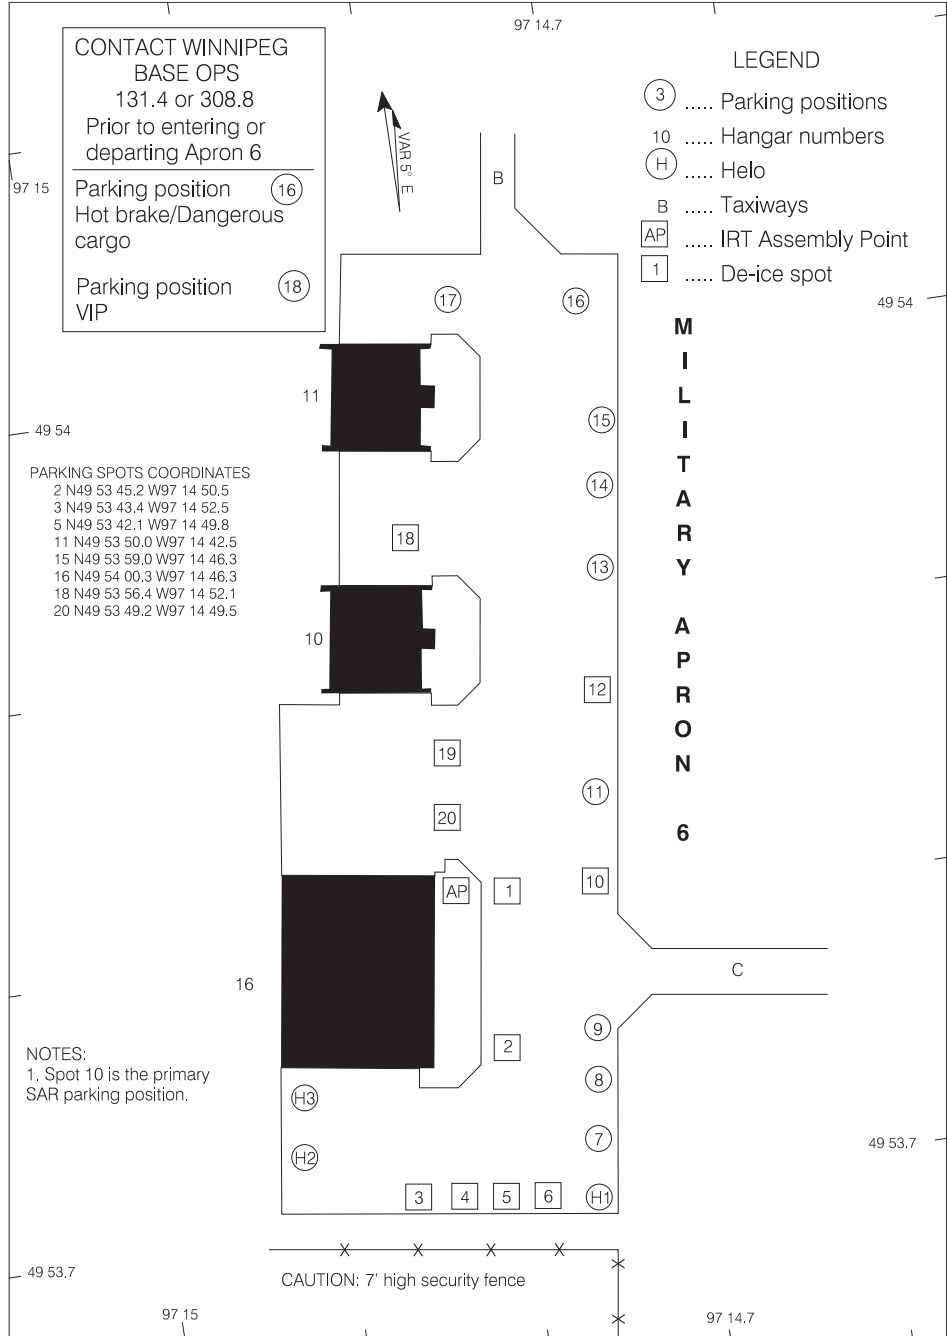 97 14.7
CONTACT WINNIPEG
BASE OPS
131.4 or 308.8
Prior to entering or
departing Apron 6
Parking position 16
Hot brake/Dangerous
cargo
Parking position 18
VIP
97 15
VAR 5° E
B
LEGEND
3 ..... Parking positions
10 ..... Hangar numbers
H ..... Helo
B ..... Taxiways
AP ..... IRT Assembly Point
1 ..... De-ice spot
49 54
17
16
MILITARY APRON 6
11
15
49 54
PARKING SPOTS COORDINATES
2 N49 53 45.2 W97 14 50.5
3 N49 53 43.4 W97 14 52.5
5 N49 53 42.1 W97 14 49.8
11 N49 53 50.0 W97 14 42.5
15 N49 53 59.0 W97 14 46.3
16 N49 54 00.3 W97 14 46.3
18 N49 53 56.4 W97 14 52.1
20 N49 53 49.2 W97 14 49.5
14
18
13
10
12
19
11
20
AP
1
10
C
16
9
2
NOTES:
1. Spot 10 is the primary
SAR parking position.
8
H3
7
49 53.7
H2
3
4
5
6
H1
49 53.7
CAUTION: 7' high security fence
97 15
97 14.7